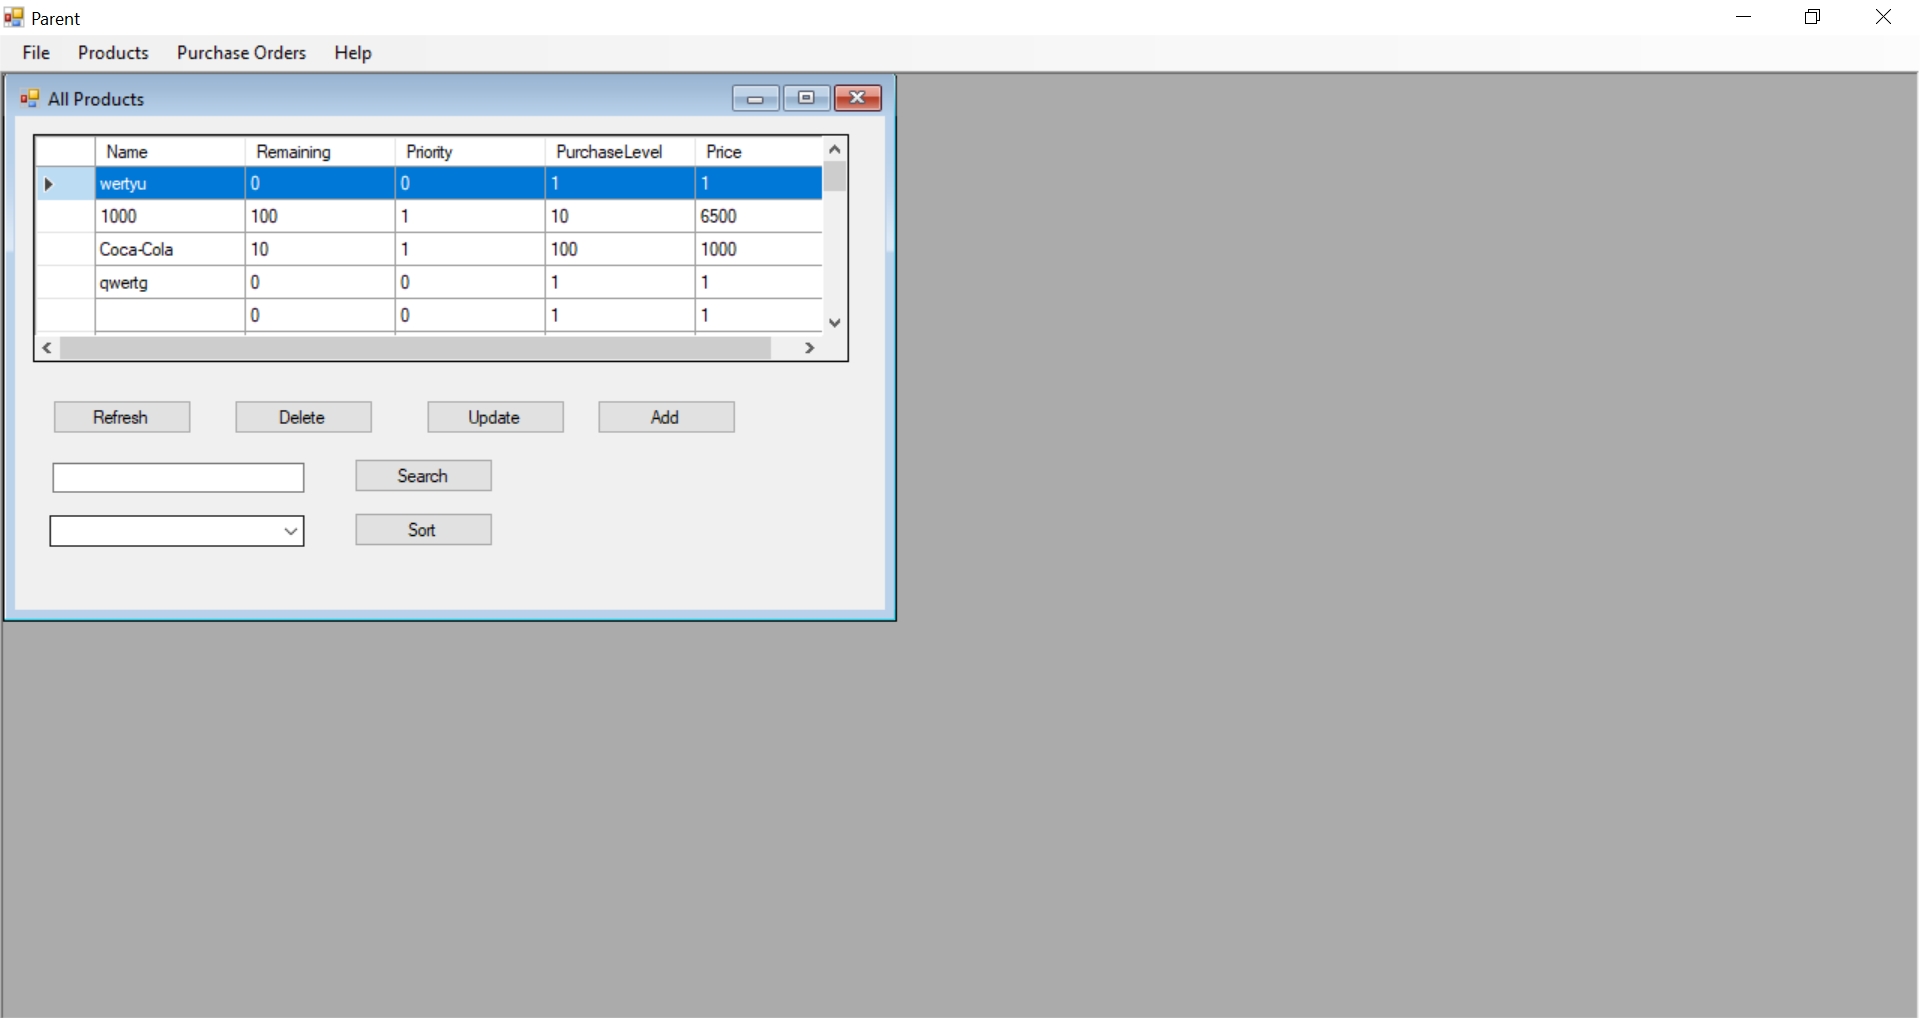 Parent
File Products Purchase Orders Help
All Products
Name Remaining Priority PurchaseLevel Price
wertyu 0 0 1 1
1000 100 1 10 6500
Coca-Cola 10 1 100 1000
qwertg 0 0 1 1
0 0 1 1
Refresh Delete Update Add
Search
Sort